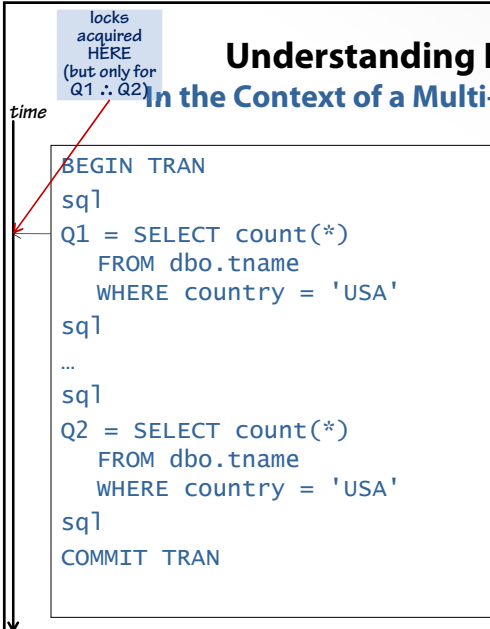 locks
acquired
HERE
(but only for
Q1 ∴ Q2)
Understanding
In the Context of a Multi-
time
BEGIN TRAN
sql
Q1 = SELECT count(*)
FROM dbo.tname
WHERE country = 'USA'
sql
…
sql
Q2 = SELECT count(*)
FROM dbo.tname
WHERE country = 'USA'
sql
COMMIT TRAN